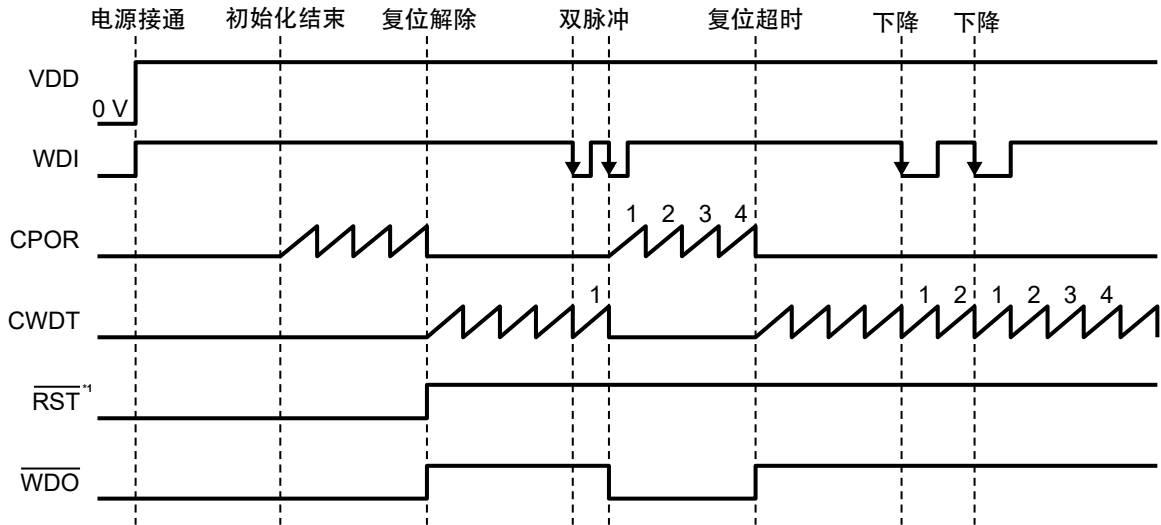 电源接通 初始化结束 复位解除 双脉冲 复位超时 下降 下降
VDD
0 V
WDI
CPOR
1 2 3 4
CWDT
1 1 2 1 2 3 4
RST*1
WDO